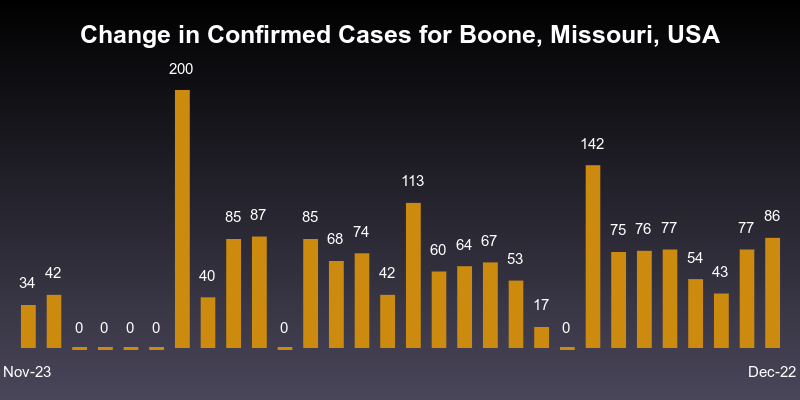 Change in Confirmed Cases for Boone, Missouri, USA
34 42 0 0 0 0 200 40 85 87 0 85 68 74 42 113 60 64 67 53 17 0 142 75 76 77 54 43 77 86
Nov-23 Dec-22